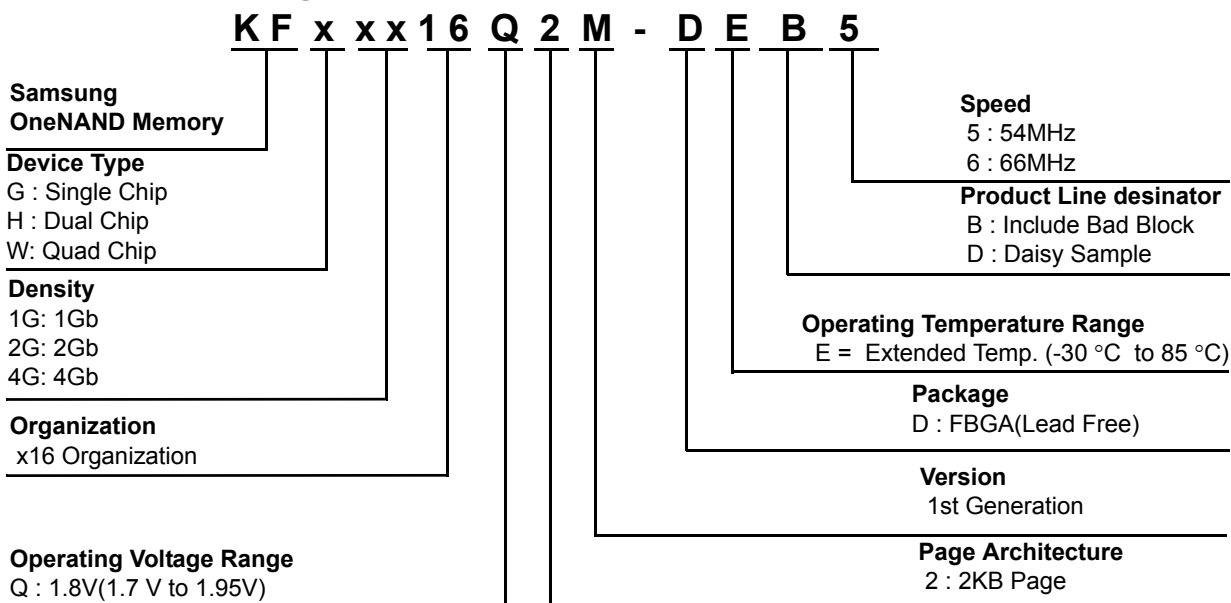 K F x x x 1 6 Q 2 M - D E B 5
Samsung
OneNAND Memory
Device Type
G : Single Chip
H : Dual Chip
W: Quad Chip
Density
1G: 1Gb
2G: 2Gb
4G: 4Gb
Organization
x16 Organization
Operating Voltage Range
Q : 1.8V(1.7 V to 1.95V)
Speed
5 : 54MHz
6 : 66MHz
Product Line desinator
B : Include Bad Block
D : Daisy Sample
Operating Temperature Range
E = Extended Temp. (-30 °C to 85 °C)
Package
D : FBGA(Lead Free)
Version
1st Generation
Page Architecture
2 : 2KB Page